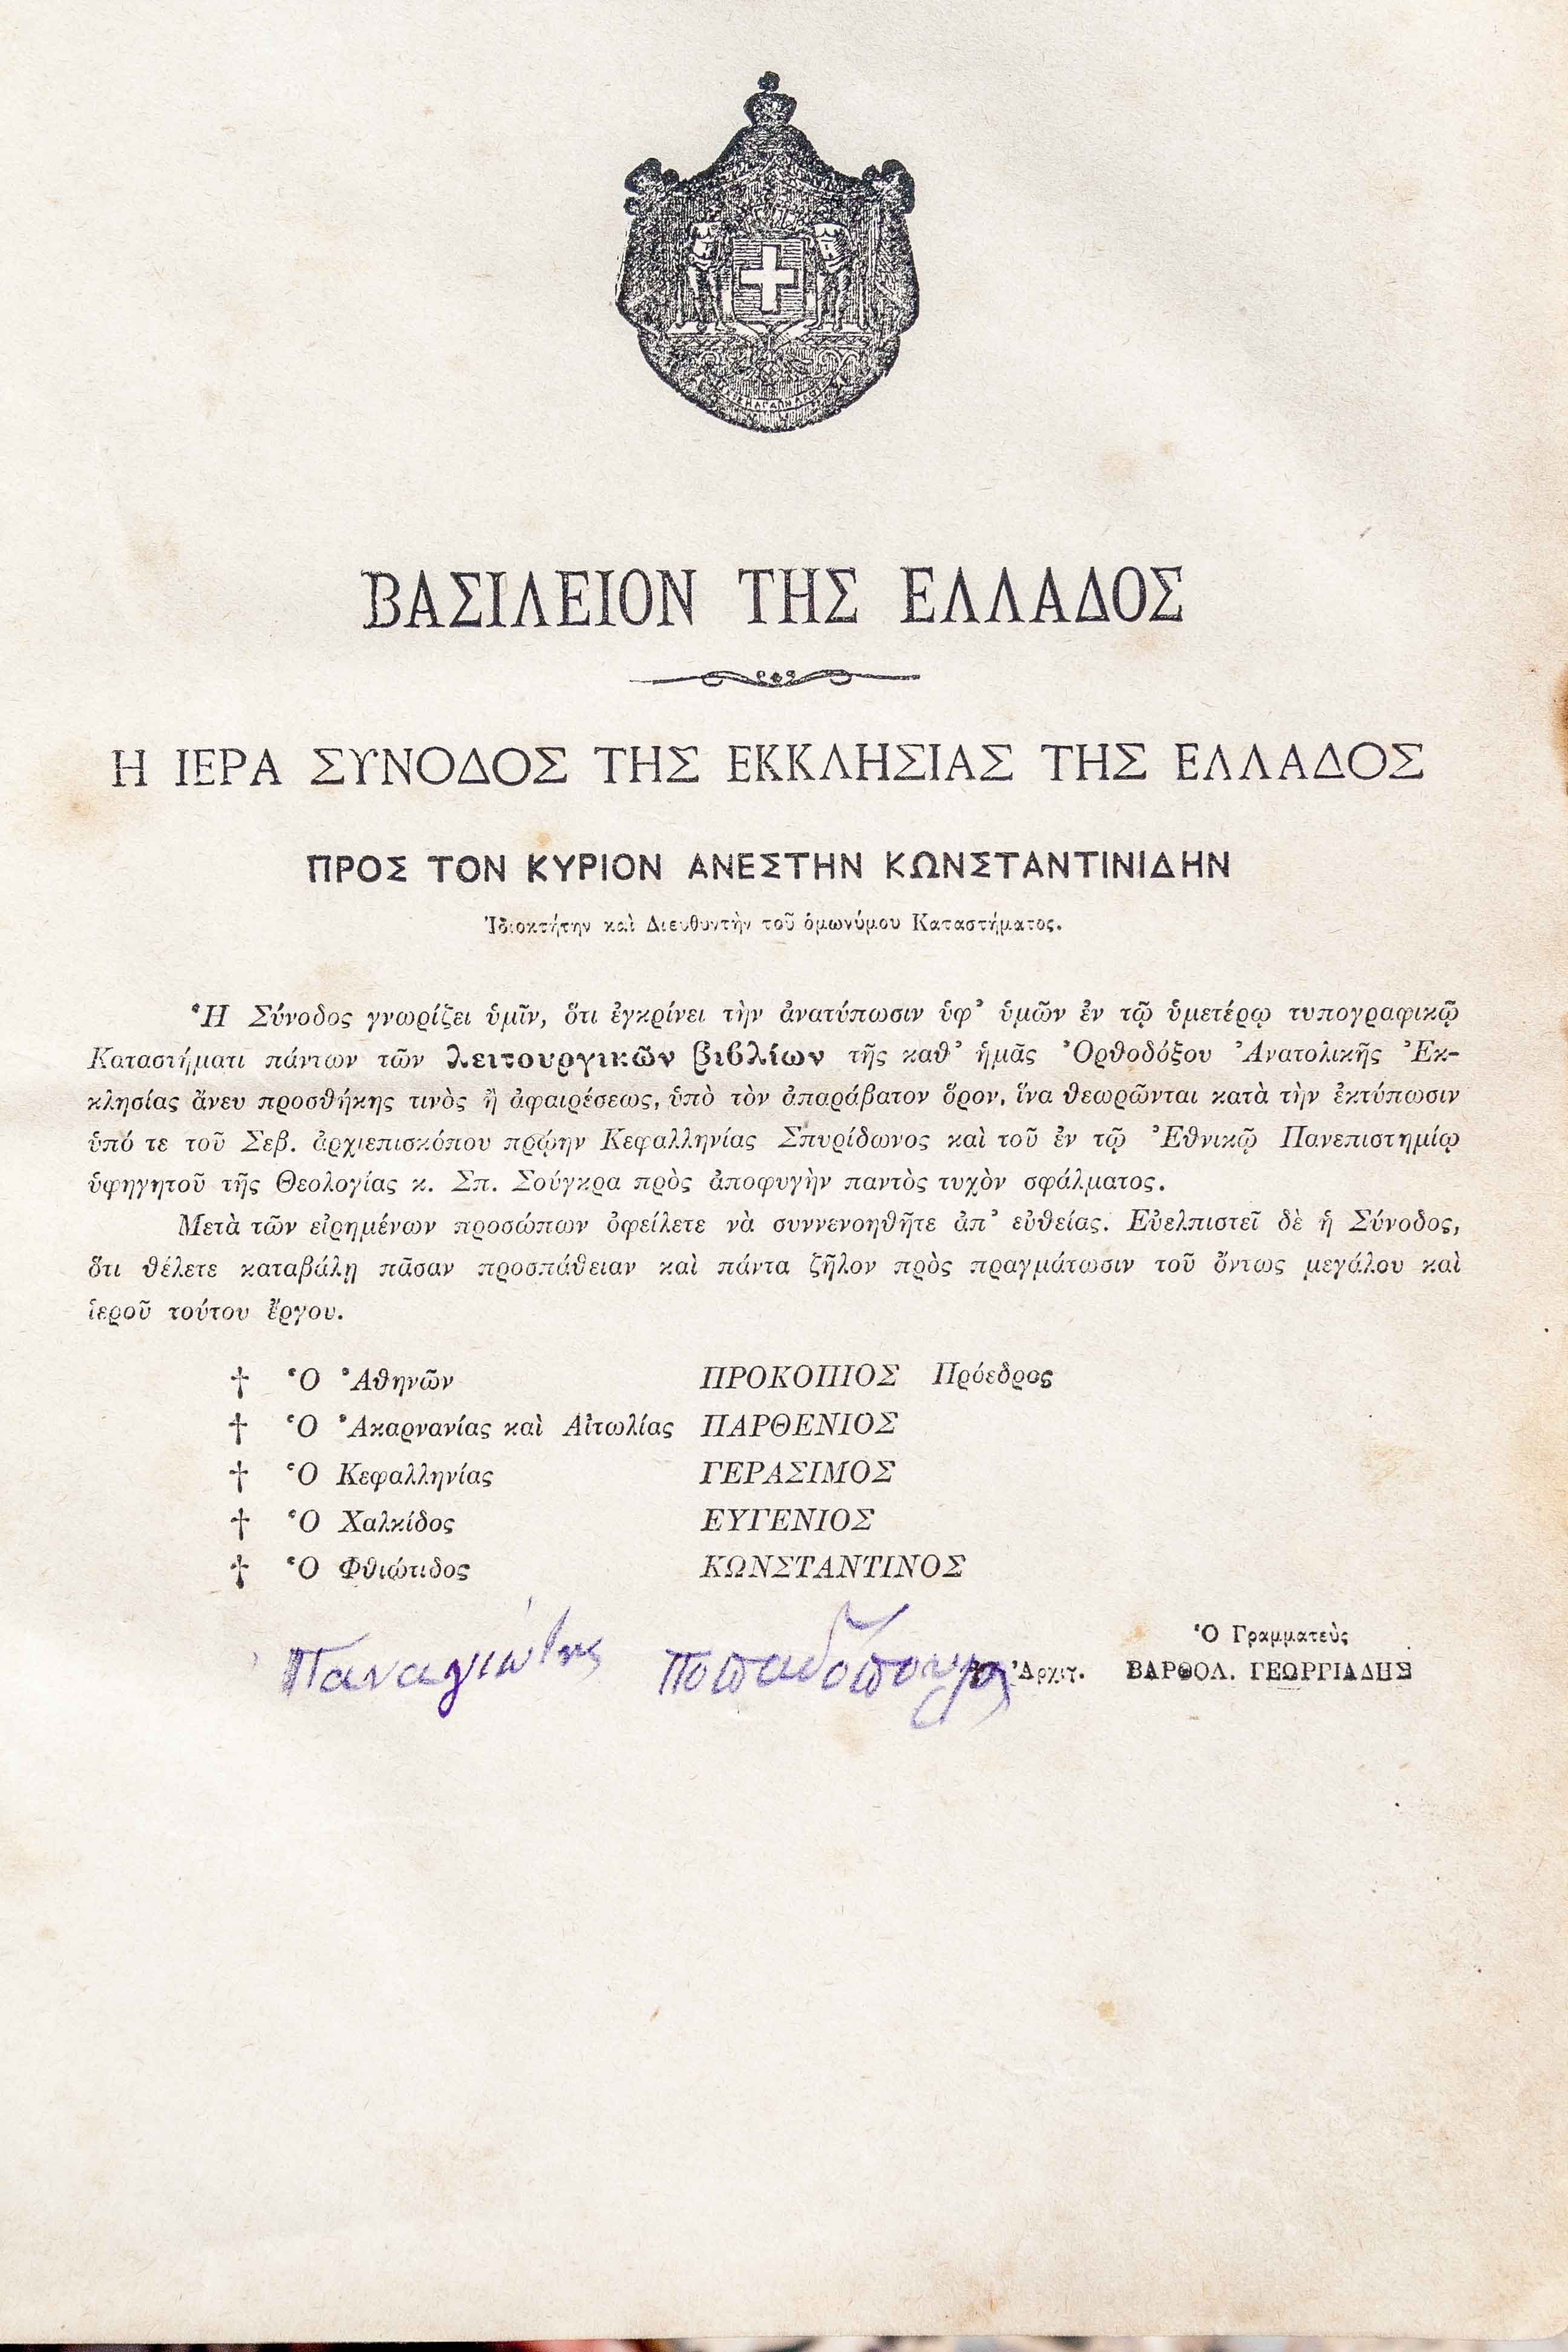 ΒΑΣΙΛΕΙΟΝ ΤΗΣ ΕΛΛΑΔΟΣ
Η ΙΕΡΑ ΣΥΝΟΔΟΣ ΤΗΣ ΕΚΚΛΗΣΙΑΣ ΤΗΣ ΕΛΛΑΔΟΣ
ΠΡΟΣ ΤΟΝ ΚΥΡΙΟΝ ΑΝΕΣΤΗΝ ΚΩΝΣΤΑΝΤΙΝΙΔΗΝ
Ἰδιοκτήτην καὶ Διευθυντὴν τοῦ ὁμωνύμου Καταστήματος.
Ἡ Σύνοδος γνωρίζει ὑμῖν, ὅτι ἐγκρίνει τὴν ἀνατύπωσιν ὑφ' ὑμῶν ἐν τῷ ὑμετέρῳ τυπογραφικῷ
Καταστήματι πάντων τῶν λειτουργικῶν βιβλίων τῆς καθ' ἡμᾶς Ὀρθοδόξου Ἀνατολικῆς Ἐκ-
κλησίας ἄνευ προσθήκης τινὸς ἢ ἀφαιρέσεως, ὑπὸ τὸν ἀπαράβατον ὅρον, ἵνα θεωρῶνται κατὰ τὴν ἐκτύπωσιν
ὑπό τε τοῦ Σεβ. ἀρχιεπισκόπου πρῴην Κεφαλληνίας Σπυρίδωνος καὶ τοῦ ἐν τῷ Ἐθνικῷ Πανεπιστημίῳ
ὑφηγητοῦ τῆς Θεολογίας κ. Σπ. Σούγκρα πρὸς ἀποφυγὴν παντὸς τυχὸν σφάλματος.
Μετὰ τῶν εἰρημένων προσώπων ὀφείλετε νὰ συννενοηθῆτε ἀπ' εὐθείας. Εὐελπιστεῖ δὲ ἡ Σύνοδος,
ὅτι θέλετε καταβάλῃ πᾶσαν προσπάθειαν καὶ πάντα ζῆλον πρὸς πραγμάτωσιν τοῦ ὄντως μεγάλου καὶ
ἱεροῦ τούτου ἔργου.
† Ὁ Ἀθηνῶν ΠΡΟΚΟΠΙΟΣ Πρόεδρος
† Ὁ Ἀκαρνανίας καὶ Αἰτωλίας ΠΑΡΘΕΝΙΟΣ
† Ὁ Κεφαλληνίας ΓΕΡΑΣΙΜΟΣ
† Ὁ Χαλκίδος ΕΥΓΕΝΙΟΣ
† Ὁ Φθιώτιδος ΚΩΝΣΤΑΝΤΙΝΟΣ
Ὁ Γραμματεὺς
Ἀρχιτ. ΒΑΡΘΟΛ. ΓΕΩΡΓΙΑΔΗΣ
Παναγιώτης Παπαδόπουλος